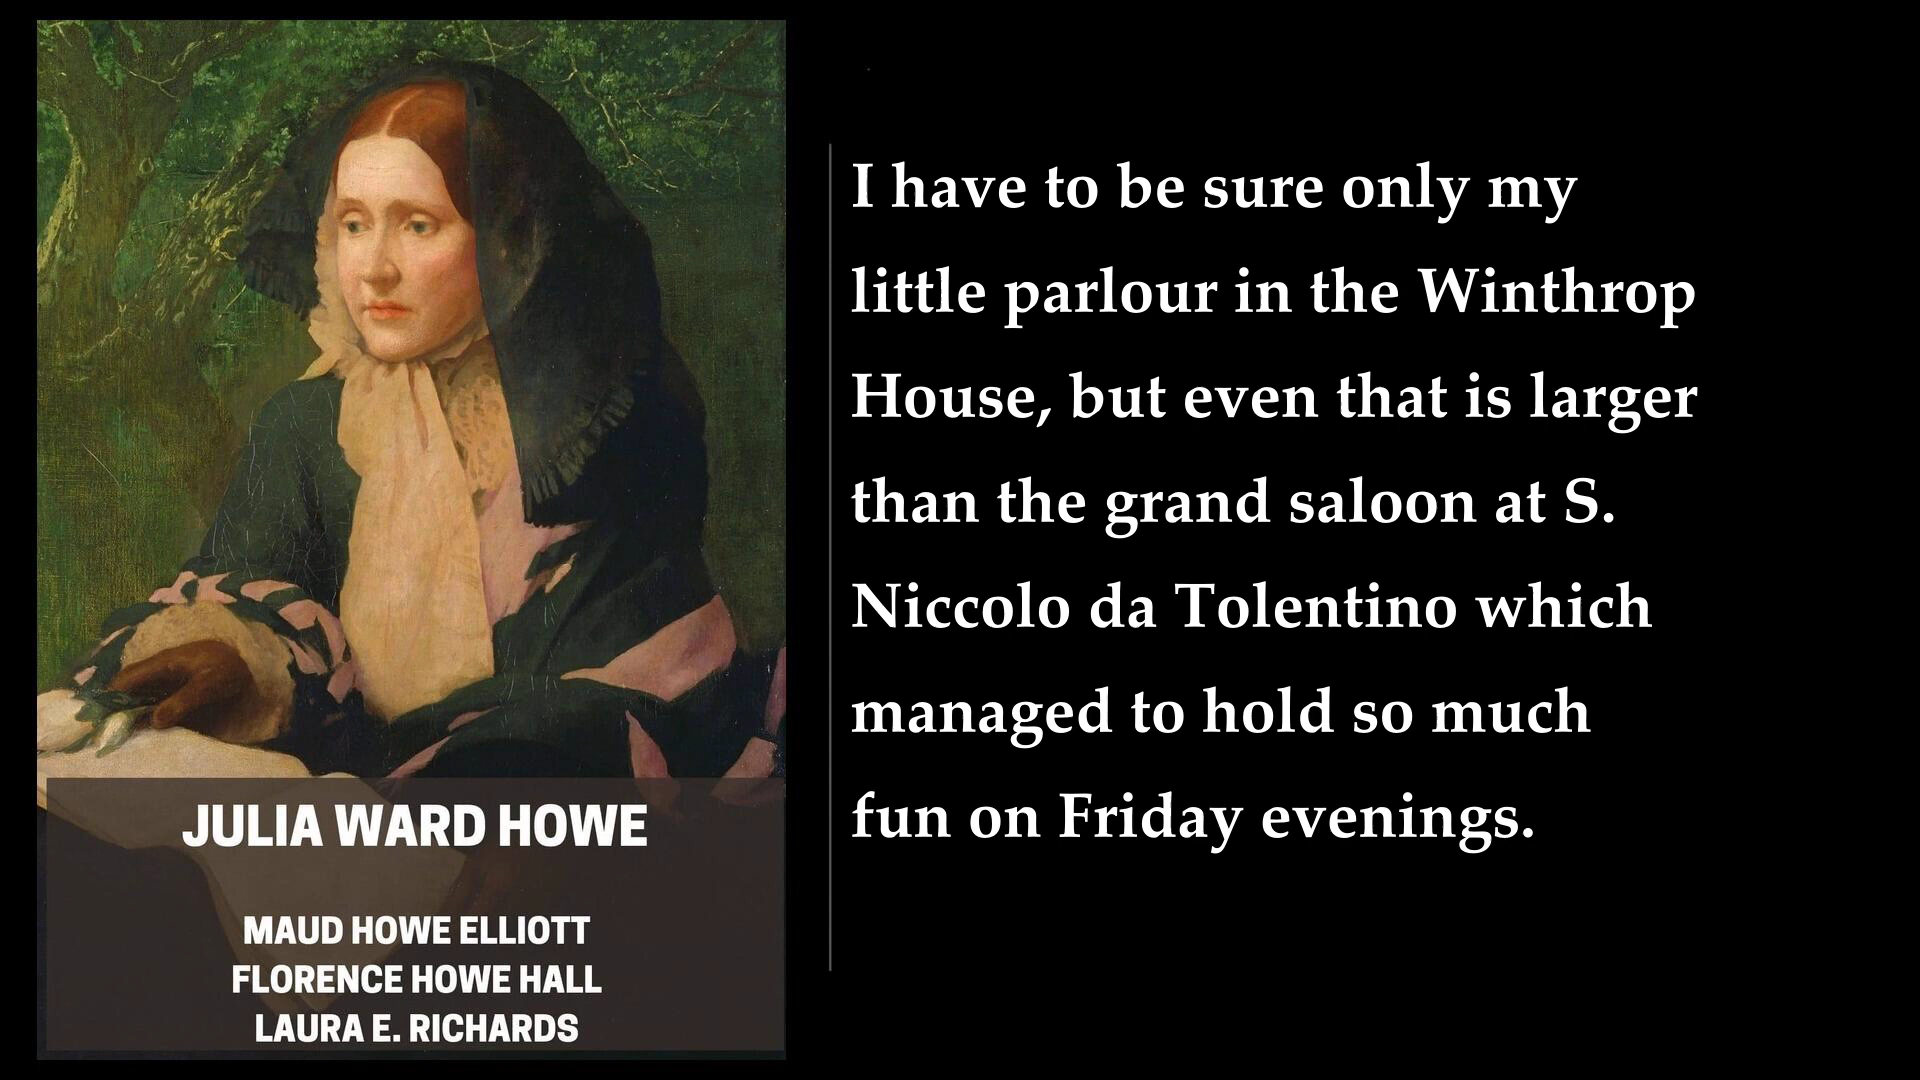 JULIA WARD HOWE
MAUD HOWE ELLIOTT
FLORENCE HOWE HALL
LAURA E. RICHARDS
I have to be sure only my
little parlour in the Winthrop
House, but even that is larger
than the grand saloon at S.
Niccolo da Tolentino which
managed to hold so much
fun on Friday evenings.